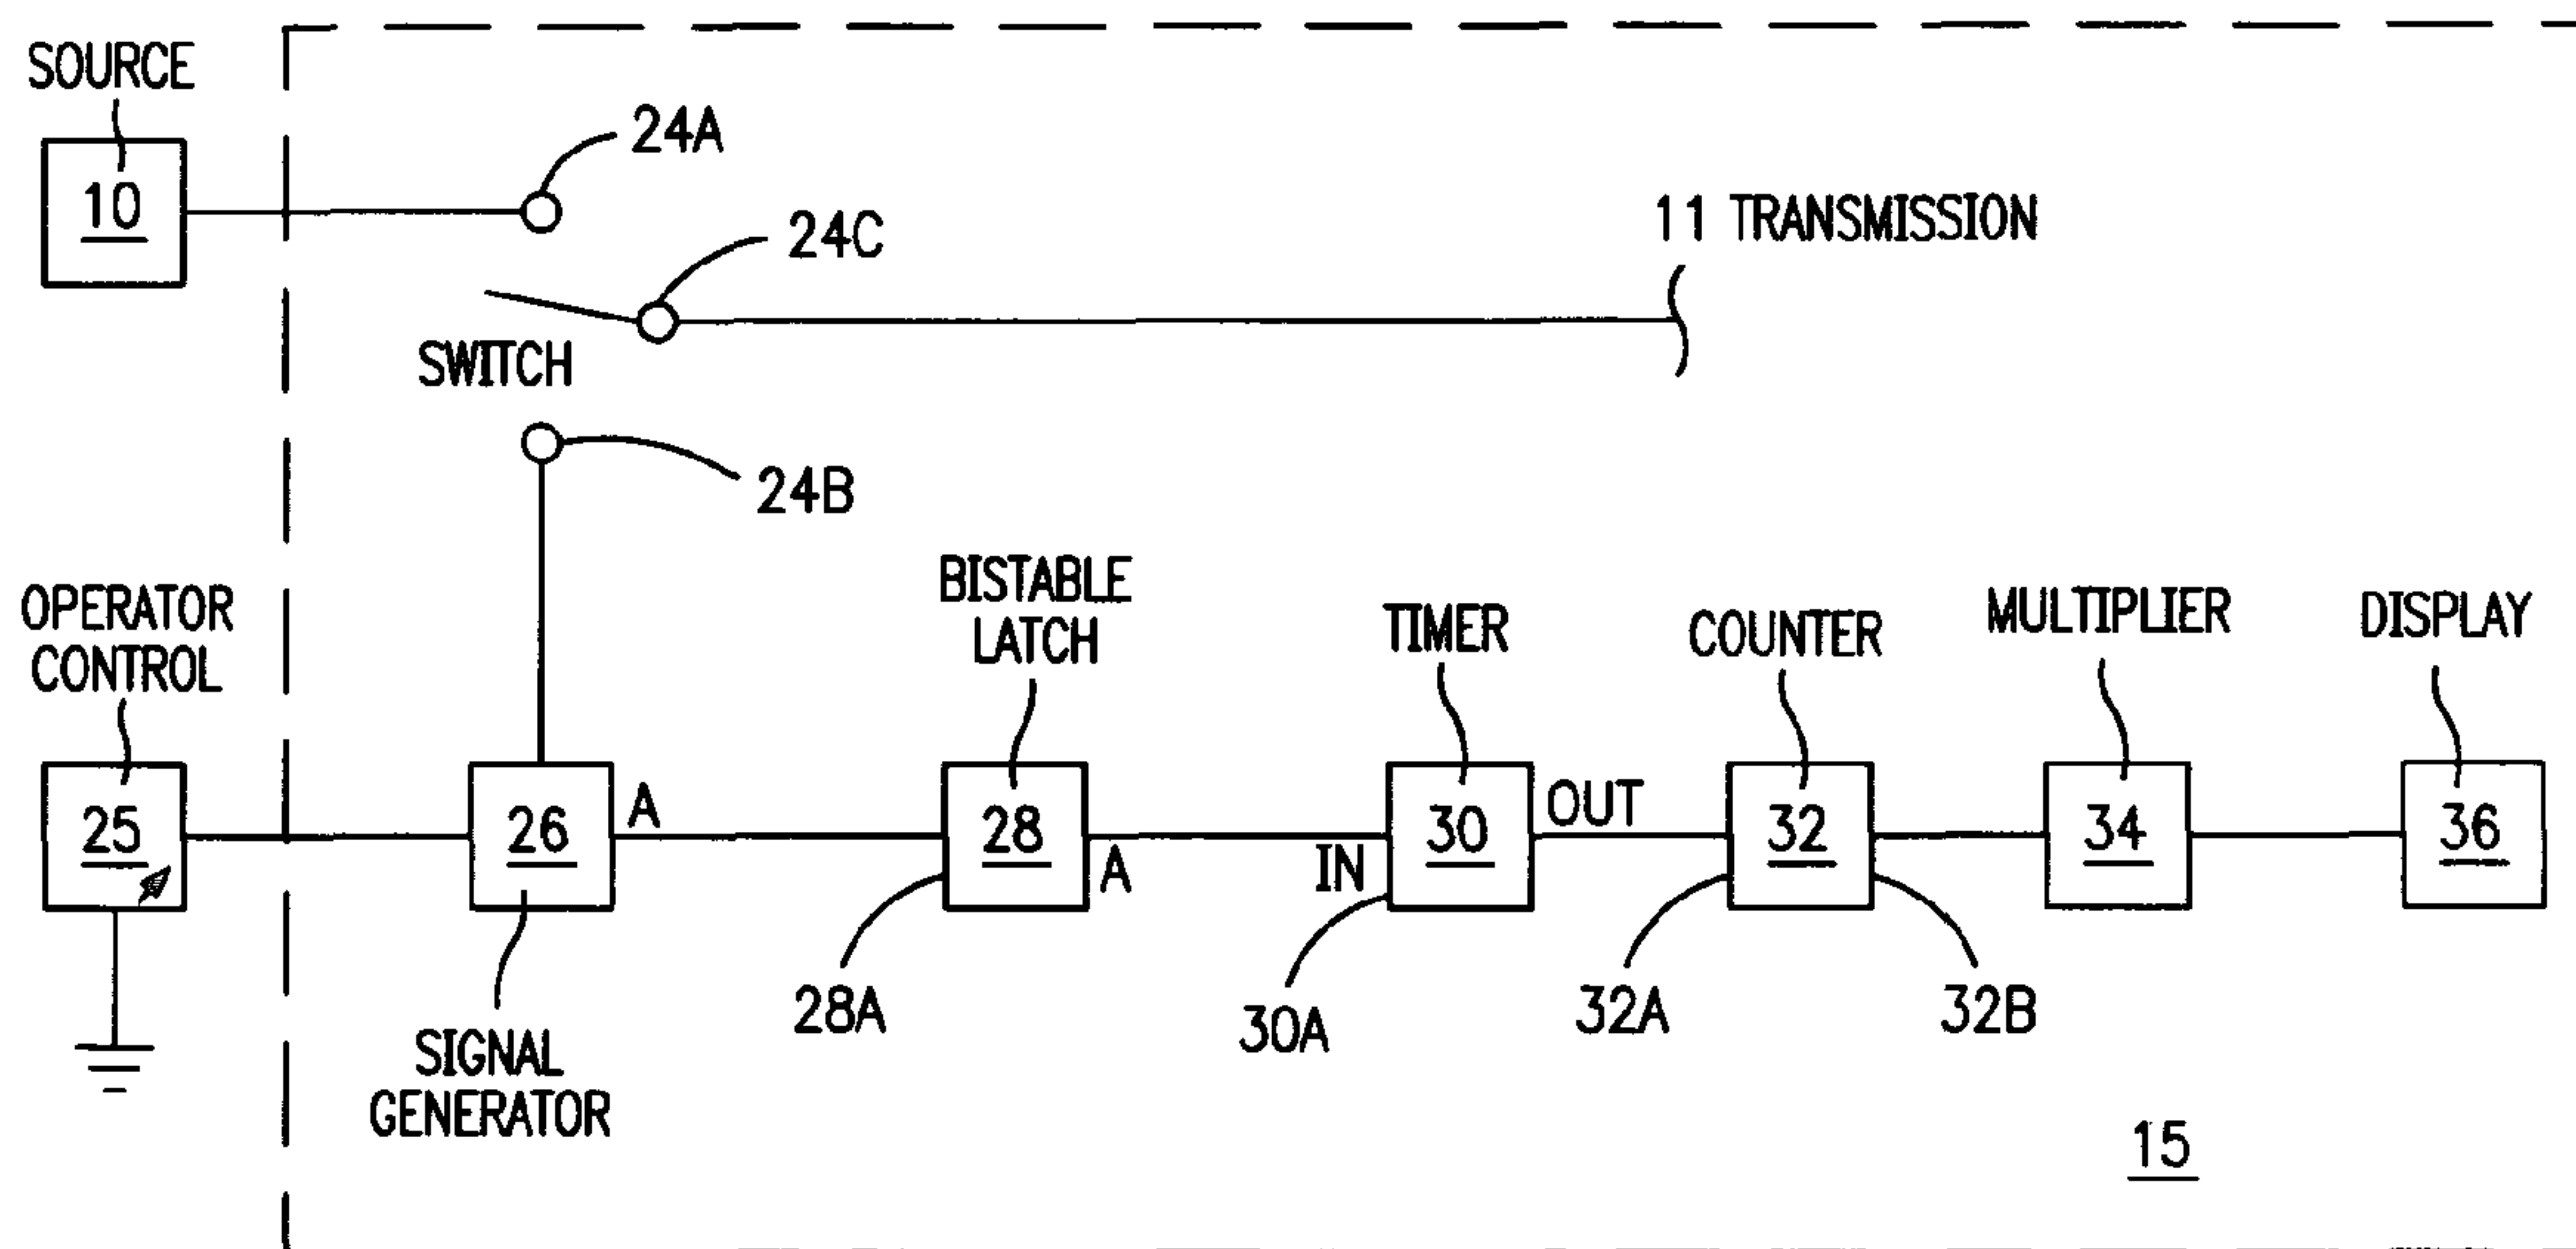 SOURCE
10
24A
24C
11 TRANSMISSION
SWITCH
24B
OPERATOR
CONTROL
BISTABLE
LATCH
TIMER
COUNTER
MULTIPLIER
DISPLAY
25
26
A
28
A
IN
30
OUT
32
34
36
28A
30A
32A
32B
SIGNAL
GENERATOR
15